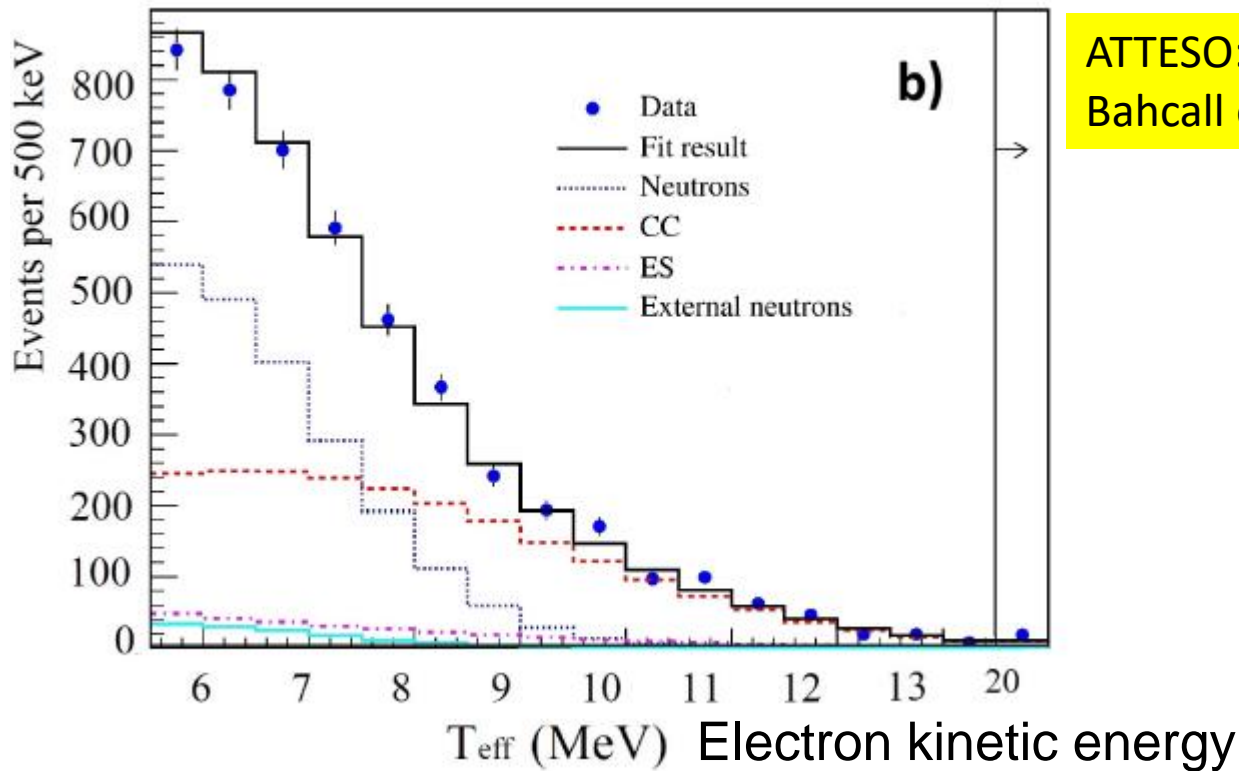 Events per 500 keV
800
700
600
500
400
300
200
100
0
b)
Data
Fit result
Neutrons
CC
ES
External neutrons
ATTESO:
Bahcall
6 7 8 9 10 11 12 13 20
Teff (MeV) Electron kinetic energy